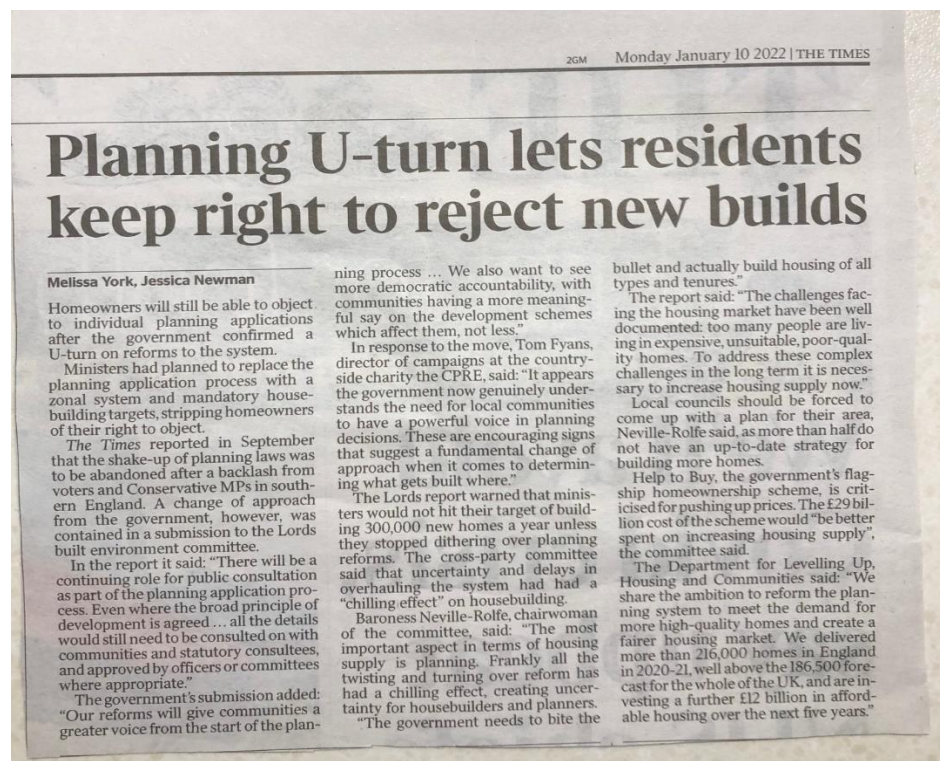 2GM Monday January 10 2022 | THE TIMES
Planning U-turn lets residents
keep right to reject new builds
Melissa York, Jessica Newman
Homeowners will still be able to object
to individual planning applications
after the government confirmed a
U-turn on reforms to the system.
Ministers had planned to replace the
planning application process with a
zonal system and mandatory house-
building targets, stripping homeowners
of their right to object.
The Times reported in September
that the shake-up of planning laws was
to be abandoned after a backlash from
voters and Conservative MPs in south-
ern England. A change of approach
from the government, however, was
contained in a submission to the Lords
built environment committee.
In the report it said: “There will be a
continuing role for public consultation
as part of the planning application pro-
cess. Even where the broad principle of
development is agreed ... all the details
would still need to be consulted on with
communities and statutory consultees,
and approved by officers or committees
where appropriate.”
The government’s submission added:
“Our reforms will give communities a
greater voice from the start of the plan-
ning process ... We also want to see
more democratic accountability, with
communities having a more meaning-
ful say on the development schemes
which affect them, not less.”
In response to the move, Tom Fyans,
director of campaigns at the country-
side charity the CPRE, said: “It appears
the government now genuinely under-
stands the need for local communities
to have a powerful voice in planning
decisions. These are encouraging signs
that suggest a fundamental change of
approach when it comes to determin-
ing what gets built where.”
The Lords report warned that minis-
ters would not hit their target of build-
ing 300,000 new homes a year unless
they stopped dithering over planning
reforms. The cross-party committee
said that uncertainty and delays in
overhauling the system had had a
“chilling effect” on housebuilding.
Baroness Neville-Rolfe, chairwoman
of the committee, said: “The most
important aspect in terms of housing
supply is planning. Frankly all the
twisting and turning over reform has
had a chilling effect, creating uncer-
tainty for housebuilders and planners.
“The government needs to bite the
bullet and actually build housing of all
types and tenures.”
The report said: “The challenges fac-
ing the housing market have been well
documented: too many people are liv-
ing in expensive, unsuitable, poor-qual-
ity homes. To address these complex
challenges in the long term it is neces-
sary to increase housing supply now.”
Local councils should be forced to
come up with a plan for their area,
Neville-Rolfe said, as more than half do
not have an up-to-date strategy for
building more homes.
Help to Buy, the government’s flag-
ship homeownership scheme, is crit-
icised for pushing up prices. The £29 bil-
lion cost of the scheme would “be better
spent on increasing housing supply”,
the committee said.
The Department for Levelling Up,
Housing and Communities said: “We
share the ambition to reform the plan-
ning system to meet the demand for
more high-quality homes and create a
fairer housing market. We delivered
more than 216,000 homes in England
in 2020-21, well above the 186,500 fore-
cast for the whole of the UK, and are in-
vesting a further £12 billion in afford-
able housing over the next five years.”